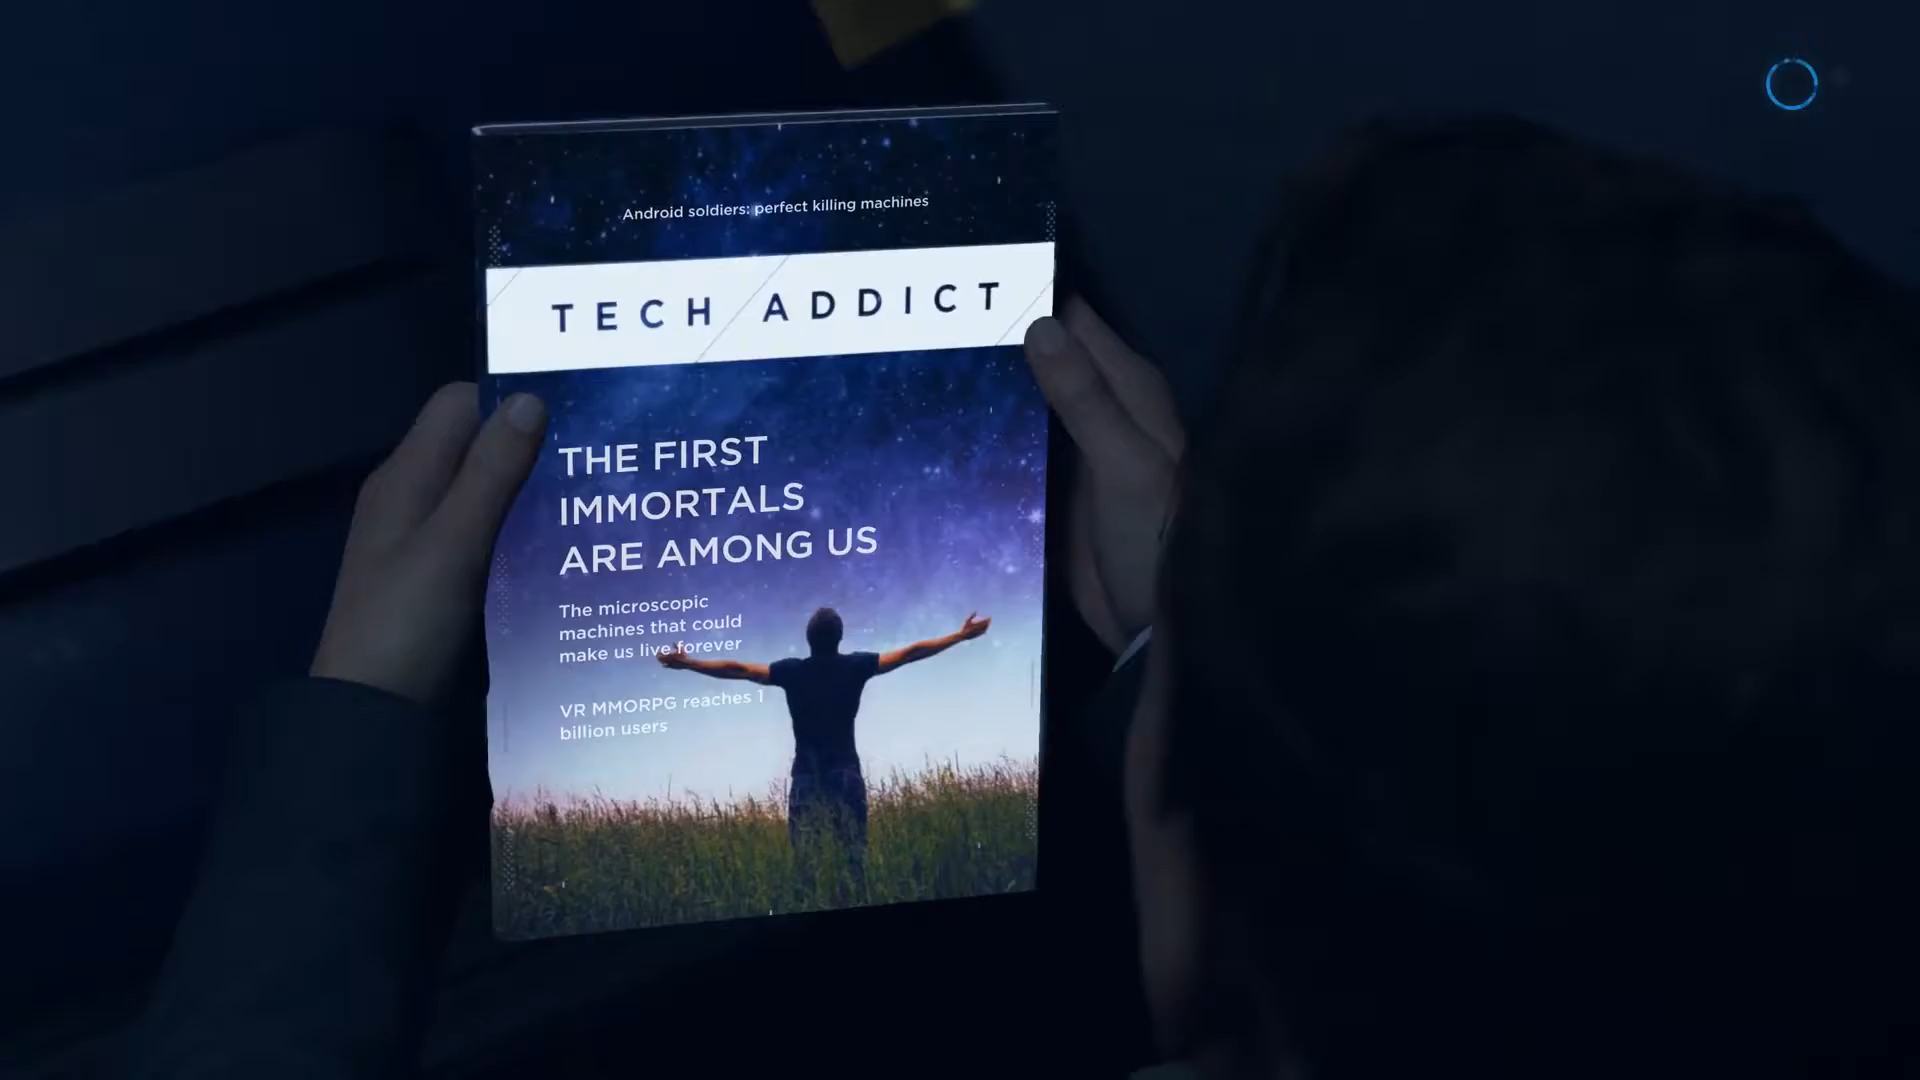 Android soldiers: perfect killing machines
TECH ADDICT
THE FIRST
IMMORTALS
ARE AMONG US
The microscopic
machines that could
make us live forever
VR MMORPG reaches 1
billion users